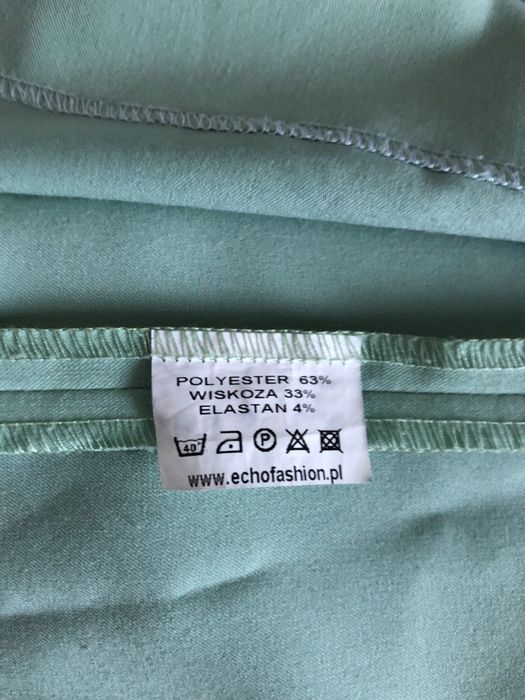 POLYESTER 63%
WISKOZA 33%
ELASTAN 4%
40° P
www.echofashion.pl